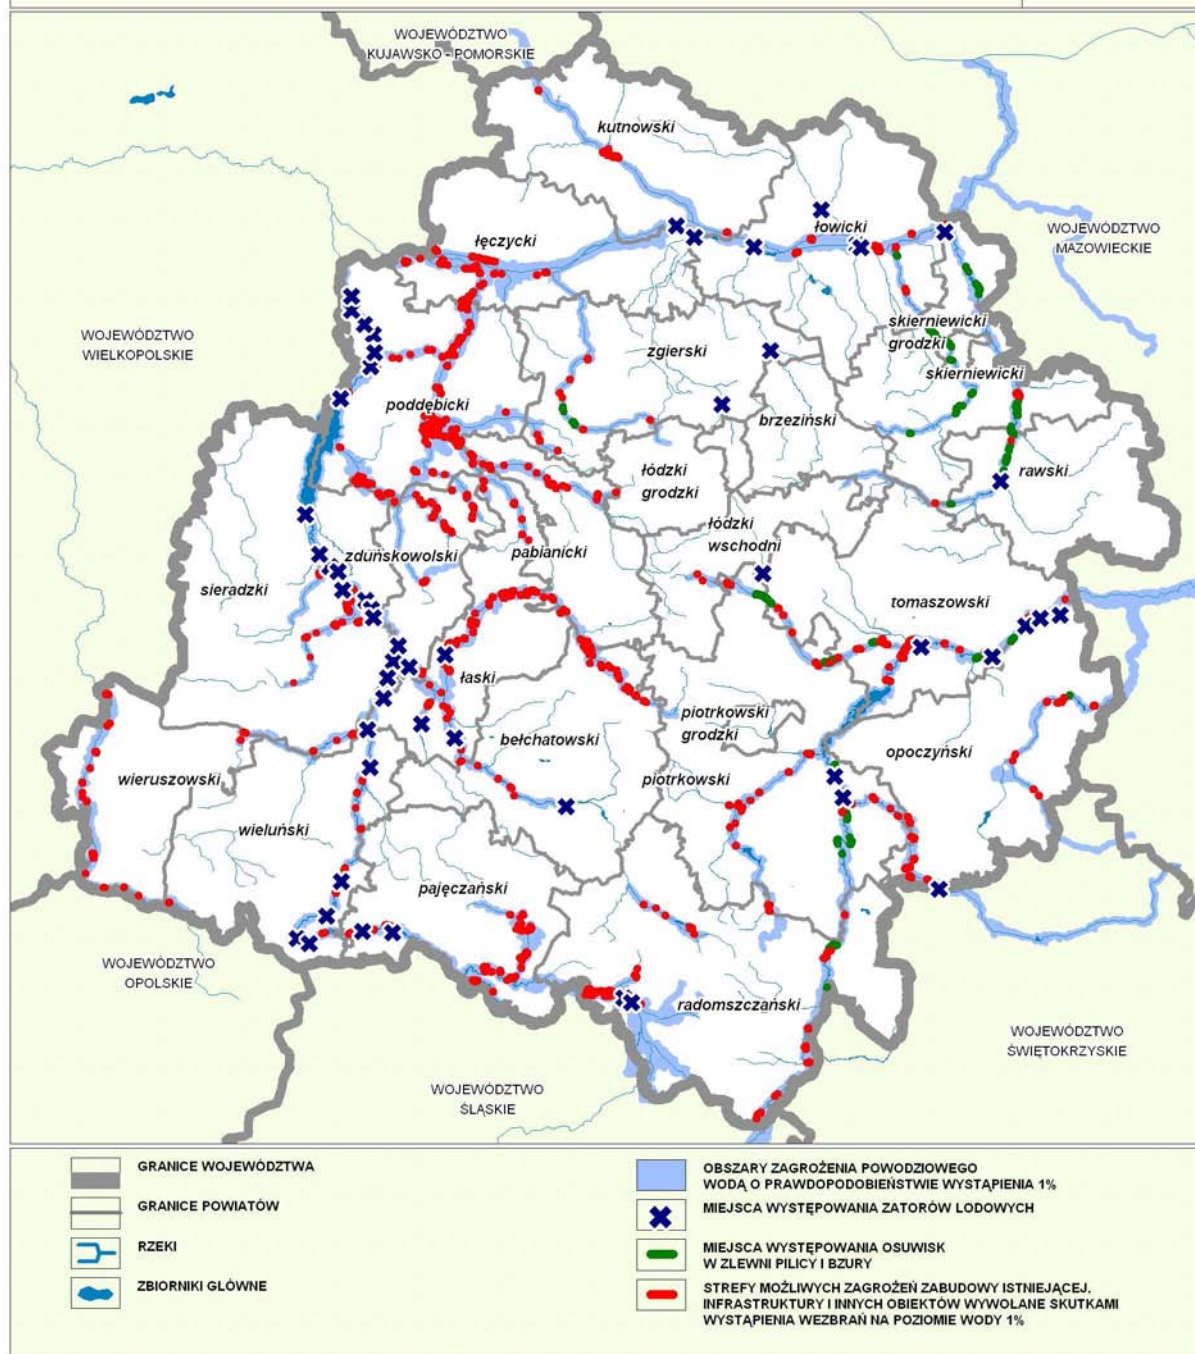 WOJEWÓDZTWO
KUJAWSKO - POMORSKIE
kutnowski
łowicki
WOJEWÓDZTWO
MAZOWIECKIE
łęczycki
WOJEWÓDZTWO
WIELKOPOLSKIE
skierniewicki
grodzki
zgierski
skierniewicki
poddębicki
brzeziński
łódzki
grodzki
rawski
łódzki
wschodni
zduńskowolski
pabianicki
sieradzki
tomaszowski
łaski
piotrkowski
grodzki
bełchatowski
opoczyński
wieruszowski
piotrkowski
wieluński
pajęczański
WOJEWÓDZTWO
OPOLSKIE
radomszczański
WOJEWÓDZTWO
ŚWIĘTOKRZYSKIE
WOJEWÓDZTWO
ŚLĄSKIE
GRANICE WOJEWÓDZTWA
GRANICE POWIATÓW
RZEKI
ZBIORNIKI GŁÓWNE
OBSZARY ZAGROŻENIA POWODZIOWEGO
WODĄ O PRAWDOPODOBIEŃSTWIE WYSTĄPIENIA 1%
MIEJSCA WYSTĘPOWANIA ZATORÓW LODOWYCH
MIEJSCA WYSTĘPOWANIA OSUWISK
W ZLEWNI PILICY I BZURY
STREFY MOŻLIWYCH ZAGROŻEŃ ZABUDOWY ISTNIEJĄCEJ,
INFRASTRUKTURY I INNYCH OBIEKTÓW WYWOLANE SKUTKAMI
WYSTĄPIENIA WEZBRAŃ NA POZIOMIE WODY 1%